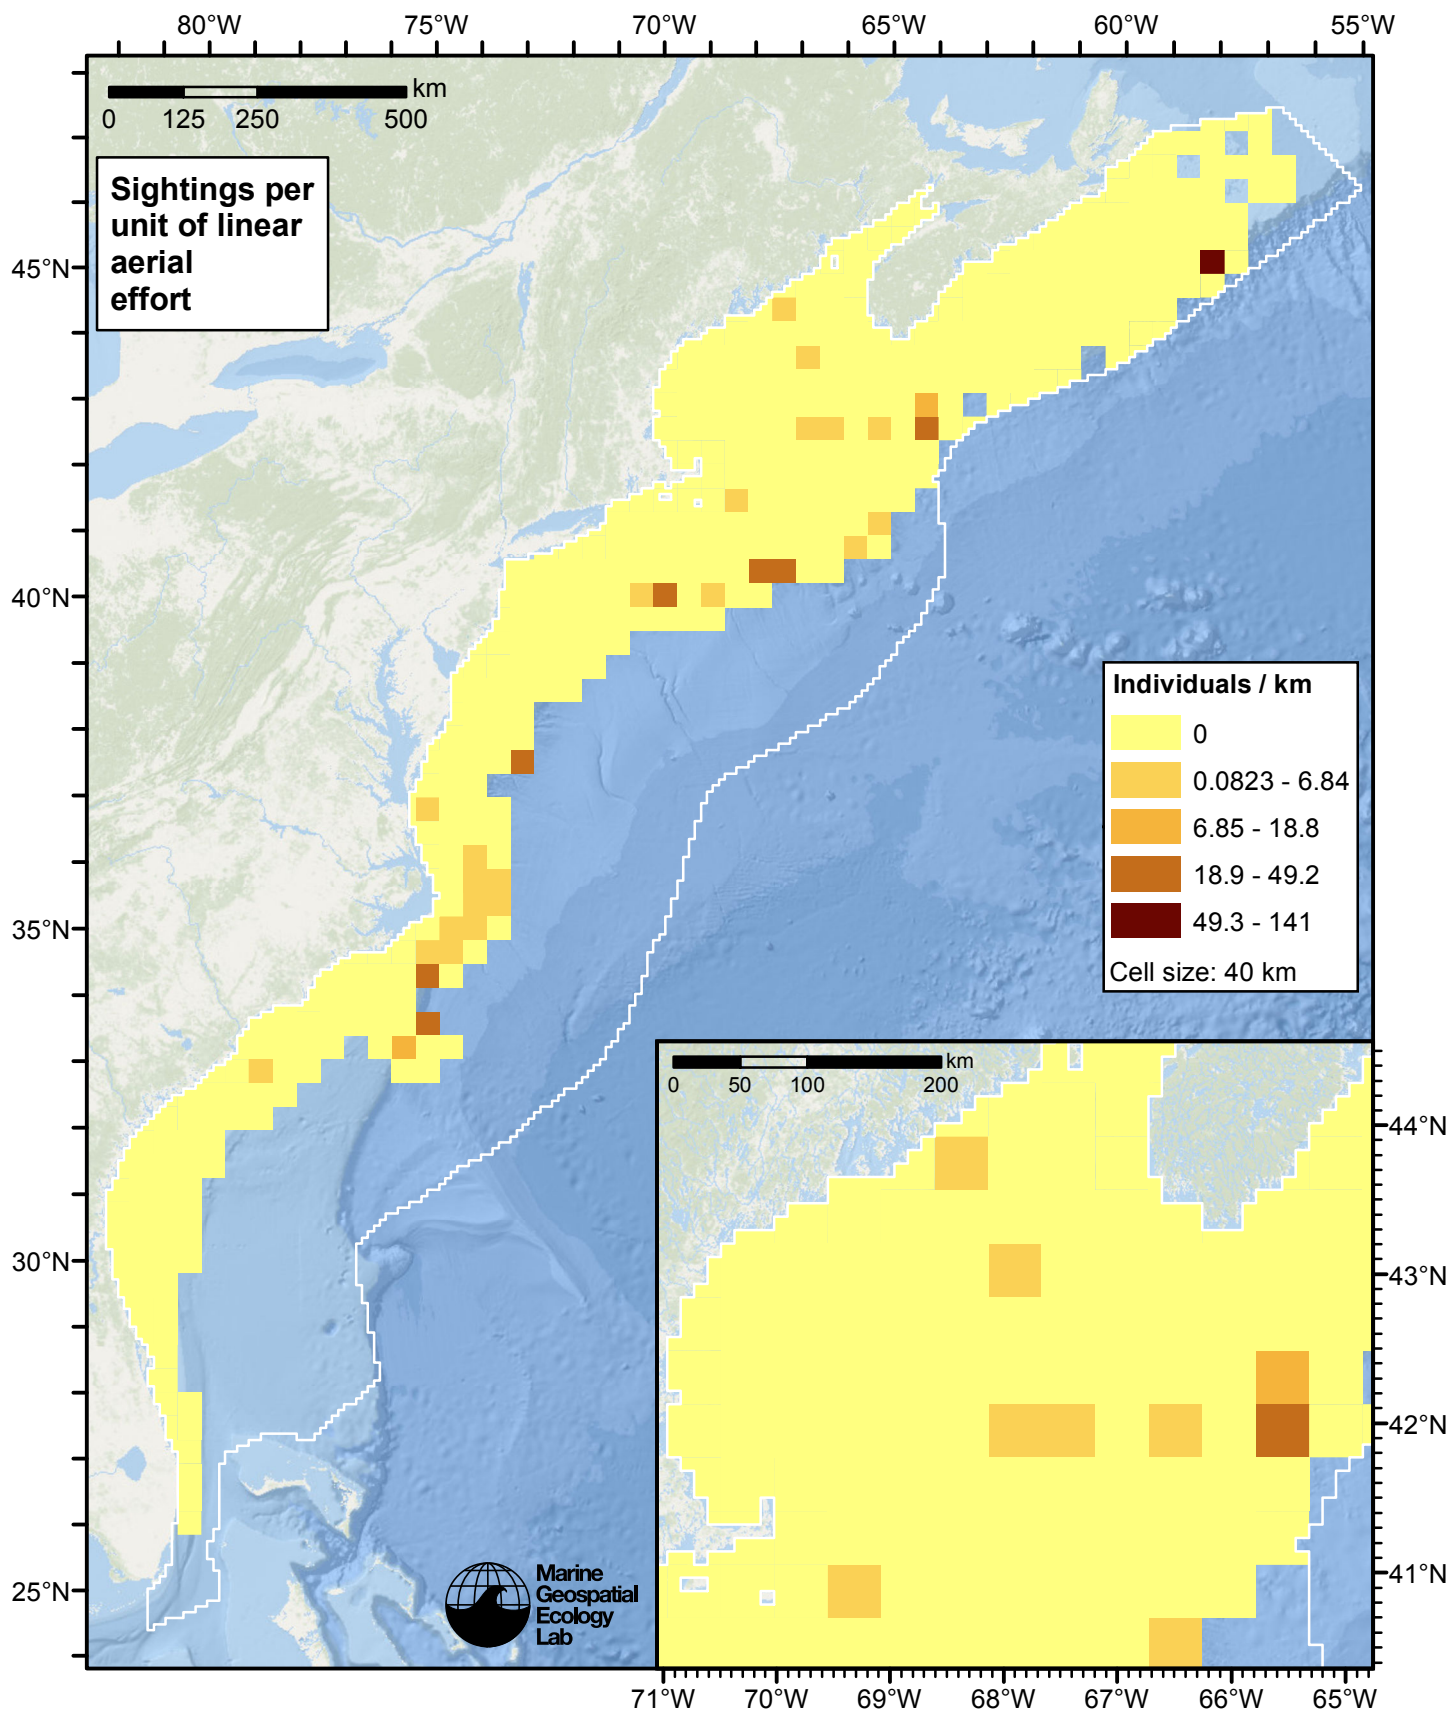 80°W 75°W 70°W 65°W 60°W 55°W
km
0 125 250 500
Sightings per
unit of linear
aerial
effort
45°N
40°N
35°N
30°N
25°N
Individuals / km
0
0.0823 - 6.84
6.85 - 18.8
18.9 - 49.2
49.3 - 141
Cell size: 40 km
km
0 50 100 200
44°N
43°N
42°N
41°N
71°W 70°W 69°W 68°W 67°W 66°W 65°W
Marine
Geospatial
Ecology
Lab